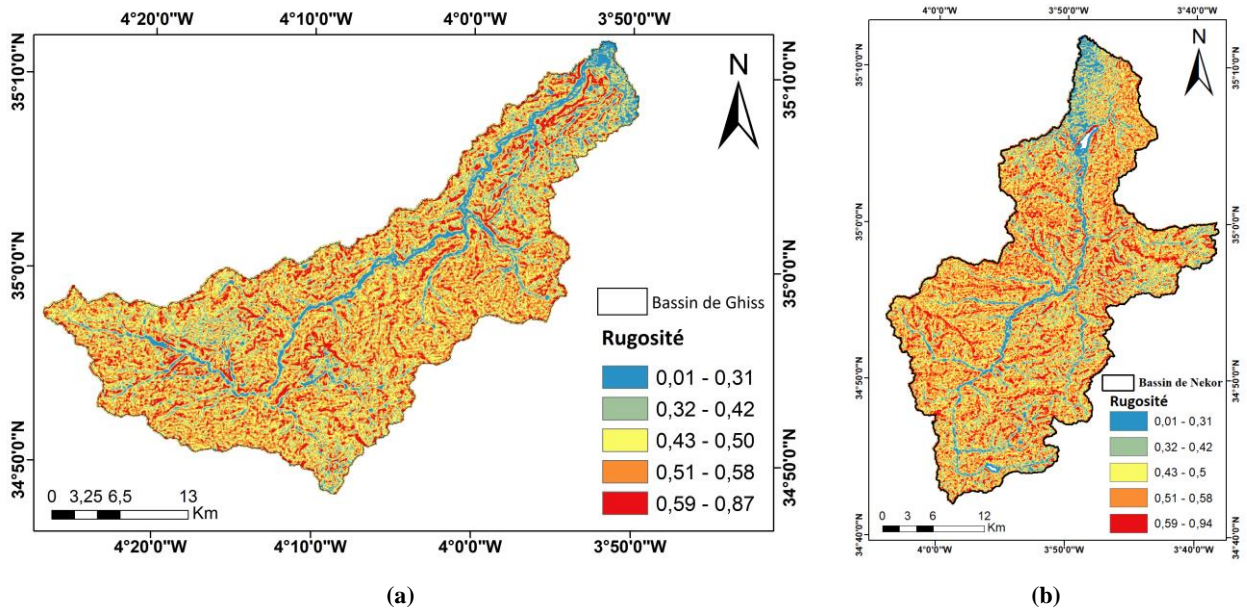 4°20'0"W 4°10'0"W 4°0'0"W 3°50'0"W
35°10'0"N
35°0'0"N
34°50'0"N
N
35°10'0"N
35°0'0"N
34°50'0"N
Bassin de Ghiss
Rugosité
0,01 - 0,31
0,32 - 0,42
0,43 - 0,50
0,51 - 0,58
0,59 - 0,87
0 3,25 6,5 13
Km
4°20'0"W 4°10'0"W 4°0'0"W 3°50'0"W
(a)
4°0'0"W 3°50'0"W 3°40'0"W
35°10'0"N
35°0'0"N
34°50'0"N
34°40'0"N
N
35°10'0"N
35°0'0"N
34°50'0"N
34°40'0"N
Bassin de Nekor
Rugosité
0,01 - 0,31
0,32 - 0,42
0,43 - 0,5
0,51 - 0,58
0,59 - 0,94
0 3 6 12
Km
4°0'0"W 3°50'0"W 3°40'0"W
(b)